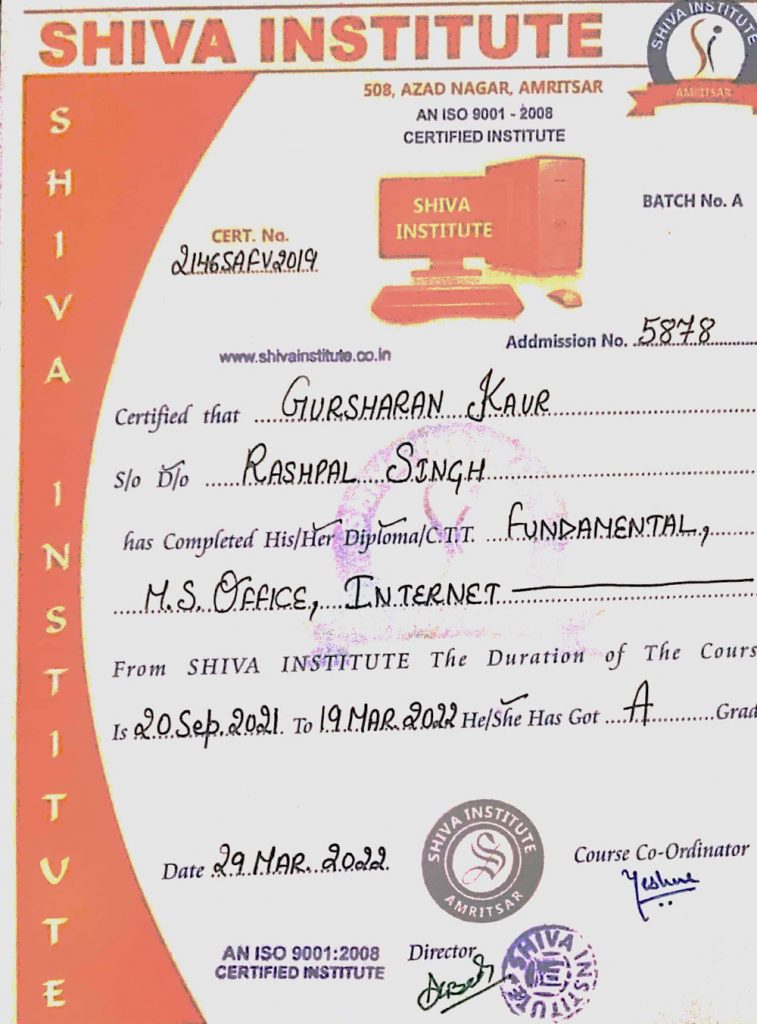 SHIVA INSTITUTE
SHIVA INSTITUTE
AMRITSAR
508, AZAD NAGAR, AMRITSAR
AN ISO 9001 - 2008
CERTIFIED INSTITUTE
SHIVA INSTITUTE
SHIVA
INSTITUTE
BATCH No. A
CERT. No.
2146SAFV2019
www.shivainstitute.co.in
Addmission No. 5878
Certified that GURSHARAN KAUR
S/o D/o RASHPAL SINGH
has Completed His/Her Diploma/C.T.T. FUNDAMENTAL,
M.S. OFFICE, INTERNET
From SHIVA INSTITUTE The Duration of The Cours
Is 20 Sep. 2021 To 19 MAR. 2022 He/She Has Got A Grad
Date 29 MAR. 2022
SHIVA INSTITUTE
S
AMRITSAR
Course Co-Ordinator
AN ISO 9001:2008
CERTIFIED INSTITUTE
Director
SHIVA INSTITUTE